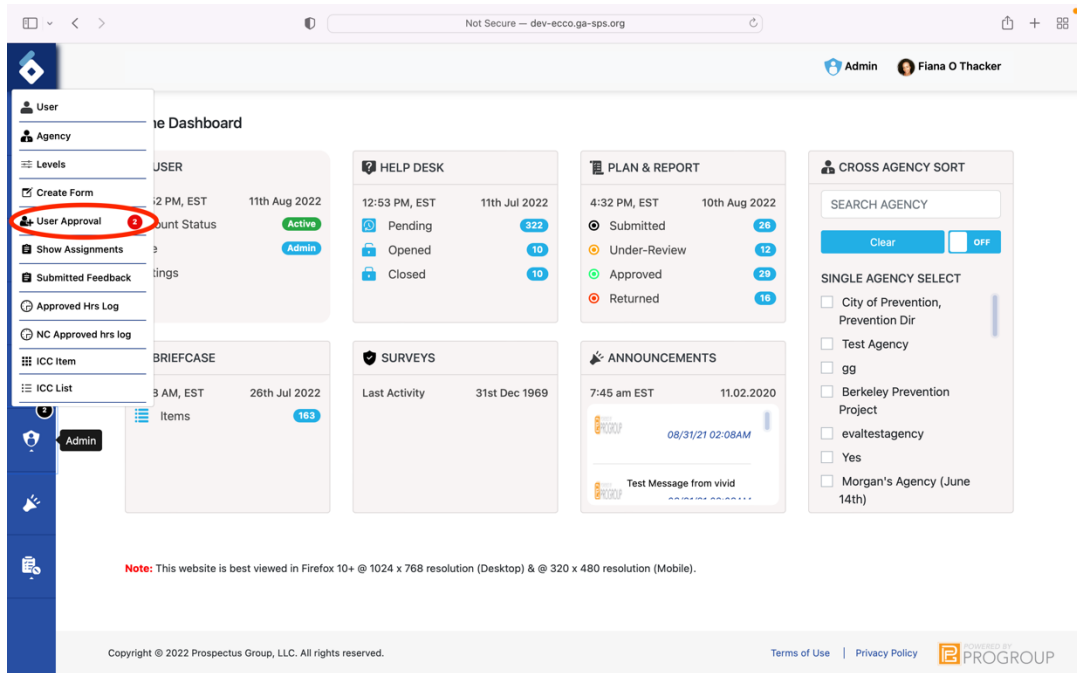 Not Secure — dev-ecco.ga-sps.org
Admin
Fiana O Thacker
User
Agency
Levels
Create Form
User Approval 2
Show Assignments
Submitted Feedback
Approved Hrs Log
NC Approved hrs log
ICC Item
ICC List
2
Admin
ne Dashboard
USER
52 PM, EST 11th Aug 2022
ount Status Active
e Admin
tings
HELP DESK
12:53 PM, EST 11th Jul 2022
Pending 322
Opened 10
Closed 10
PLAN & REPORT
4:32 PM, EST 10th Aug 2022
Submitted 26
Under-Review 12
Approved 29
Returned 16
CROSS AGENCY SORT
SEARCH AGENCY
Clear OFF
SINGLE AGENCY SELECT
City of Prevention,
Prevention Dir
Test Agency
gg
Berkeley Prevention
Project
evaltestagency
Yes
Morgan's Agency (June
14th)
BRIEFCASE
8 AM, EST 26th Jul 2022
Items 163
SURVEYS
Last Activity 31st Dec 1969
ANNOUNCEMENTS
7:45 am EST 11.02.2020
PROGROUP
08/31/21 02:08AM
Test Message from vivid
PROGROUP
Note: This website is best viewed in Firefox 10+ @ 1024 x 768 resolution (Desktop) & @ 320 x 480 resolution (Mobile).
Copyright © 2022 Prospectus Group, LLC. All rights reserved.
Terms of Use | Privacy Policy
POWERED BY
PROGROUP